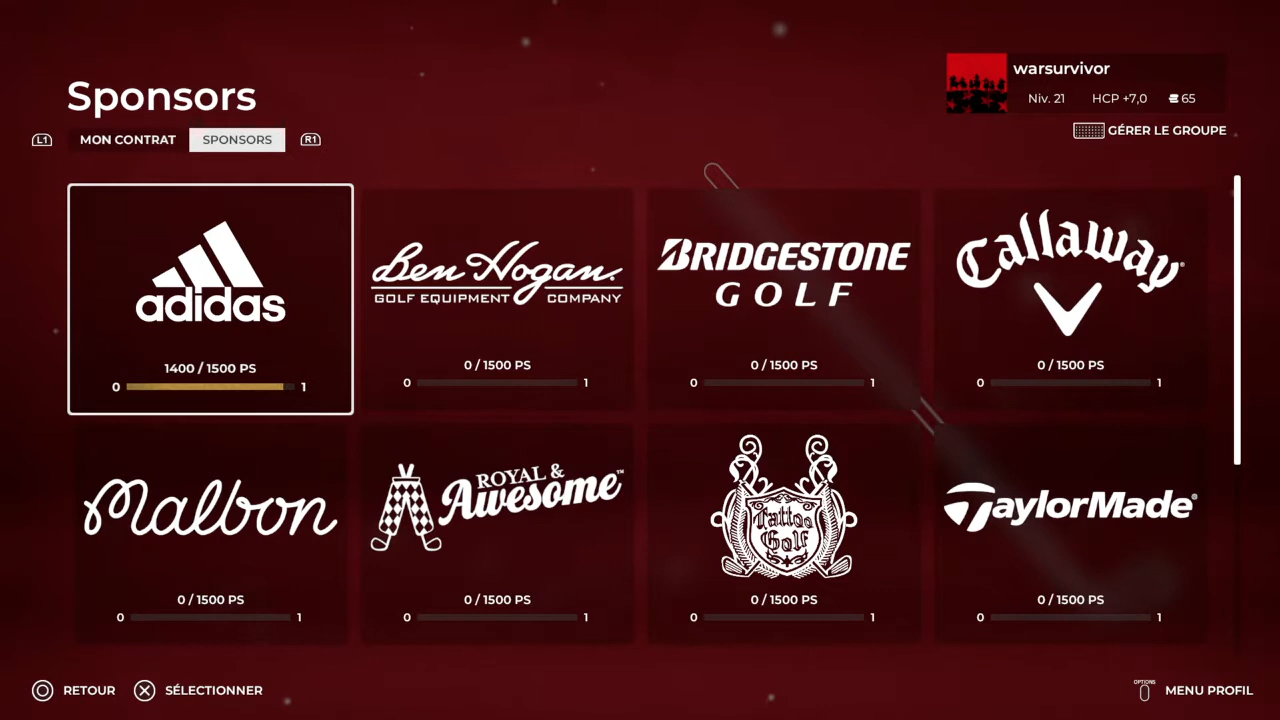 Sponsors
warsurvivor
Niv. 21 HCP +7,0 65
L1 MON CONTRAT SPONSORS R1
GÉRER LE GROUPE
adidas
1400 / 1500 PS
0 1
Ben Hogan.
GOLF EQUIPMENT COMPANY
0 / 1500 PS
0 1
BRIDGESTONE
GOLF
0 / 1500 PS
0 1
Callaway®
0 / 1500 PS
0 1
Malbon
0 / 1500 PS
0 1
ROYAL &
Awesome™
0 / 1500 PS
0 1
Tattoo
Golf
0 / 1500 PS
0 1
TaylorMade®
0 / 1500 PS
0 1
RETOUR SÉLECTIONNER
OPTIONS
MENU PROFIL